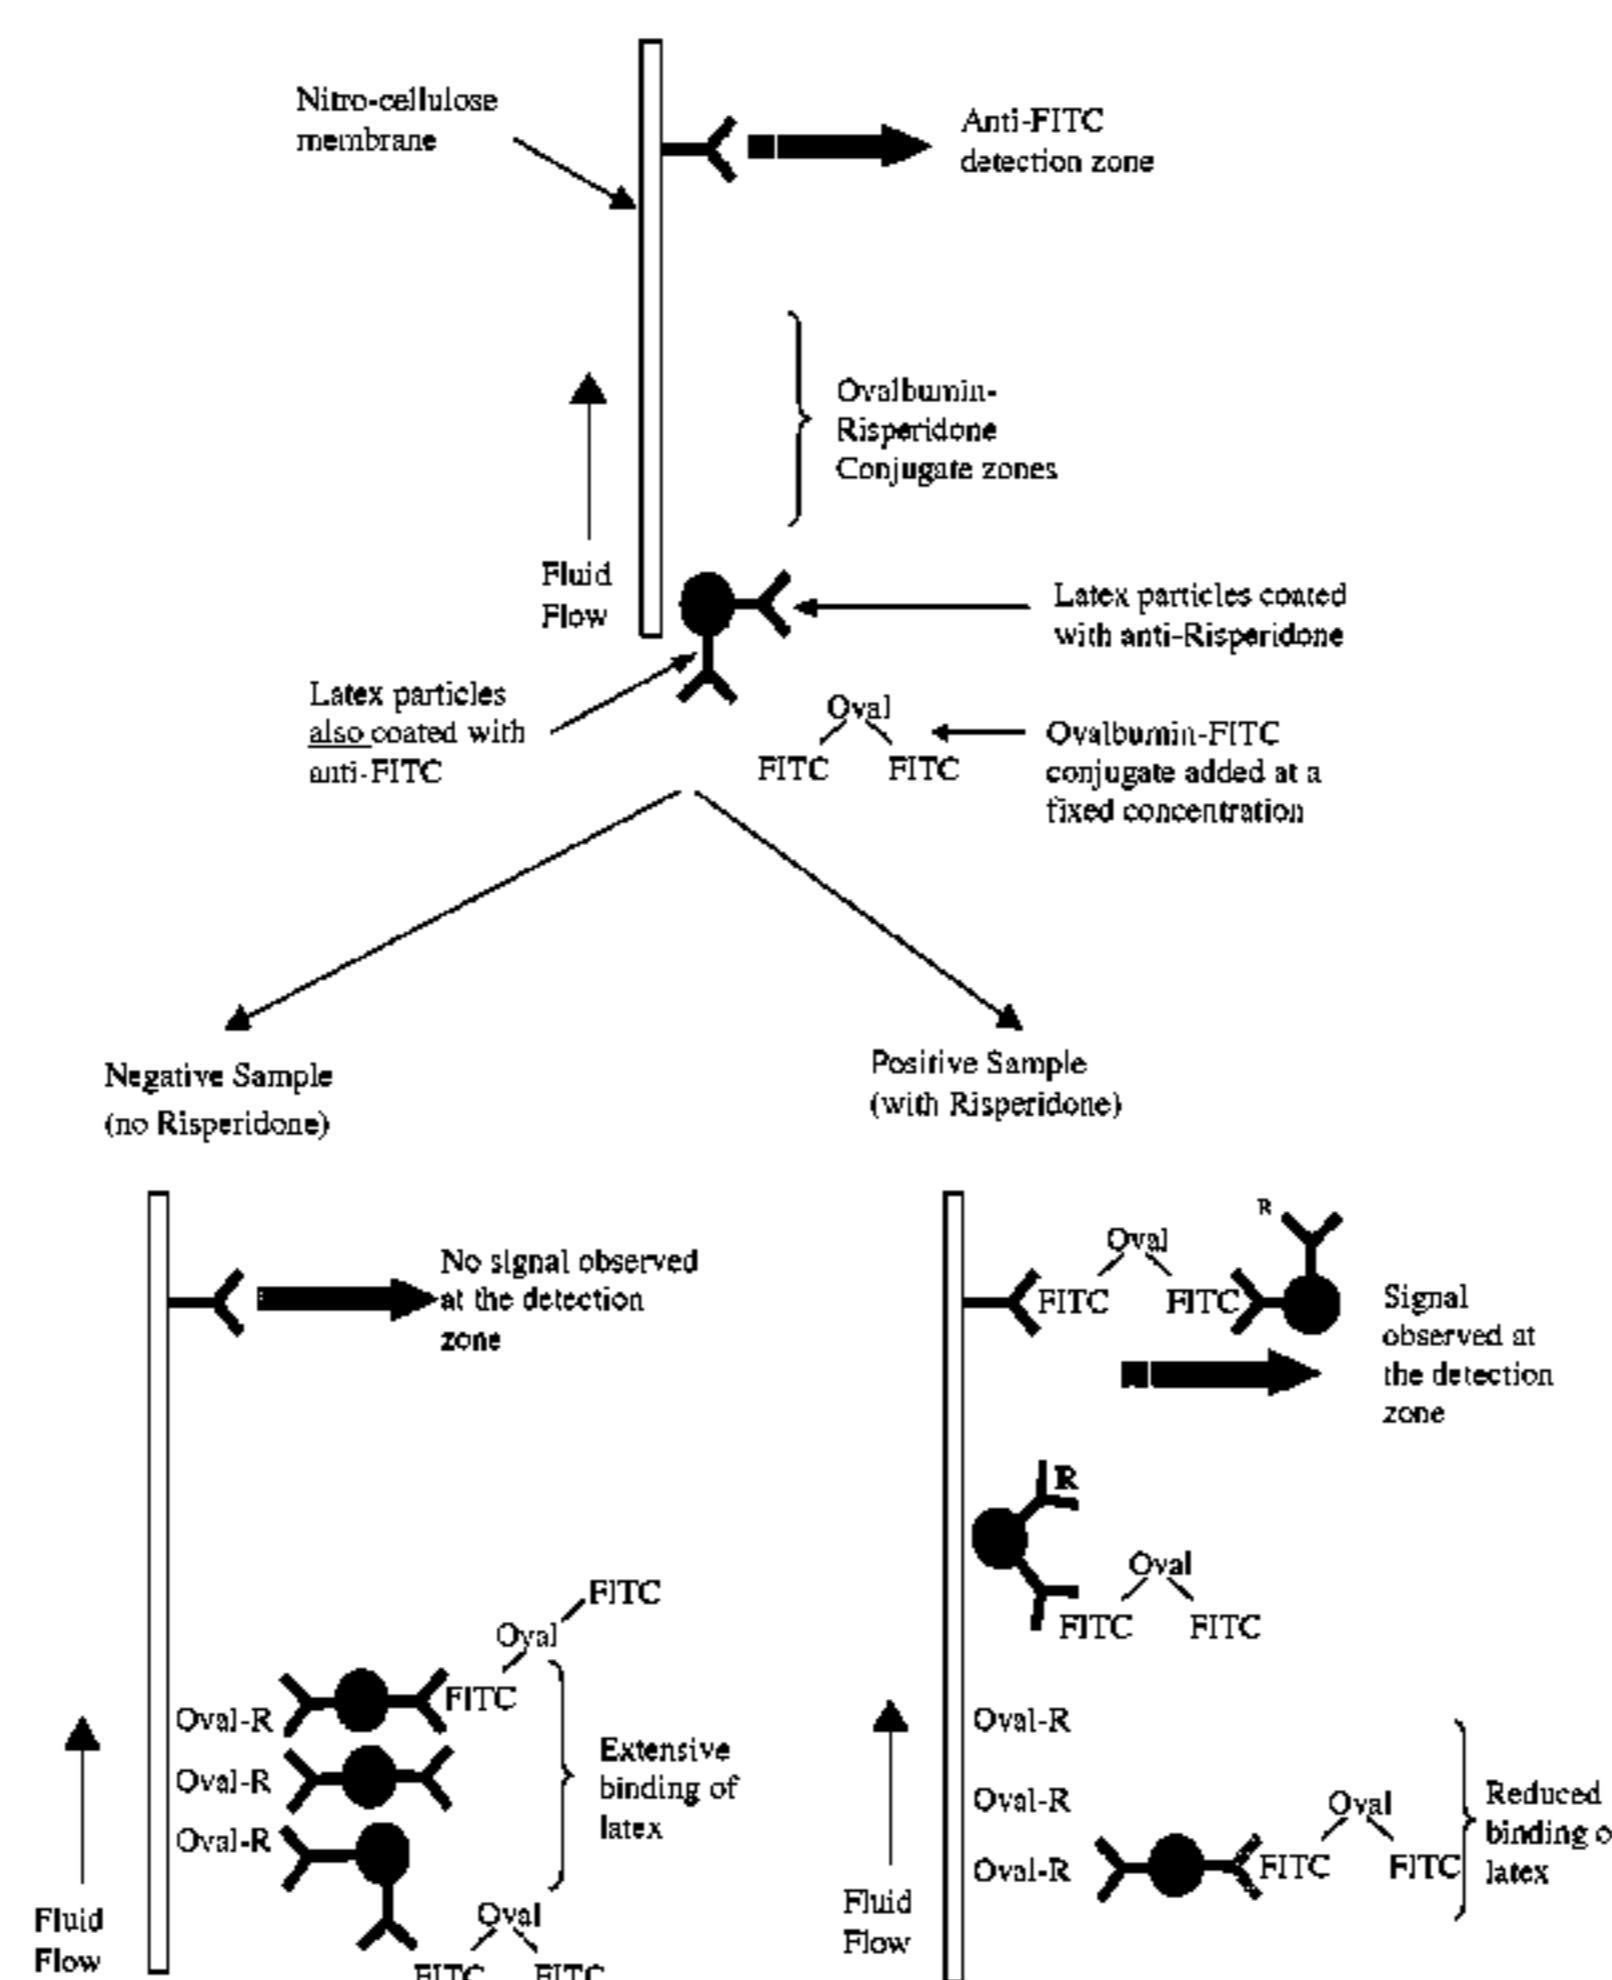 Nitro-cellulose
membrane
Anti-FITC
detection zone
Ovalbumin-
Risperidone
Conjugate zones
Fluid
Flow
Latex particles coated
with anti-Risperidone
Latex particles
also coated with
anti-FITC
Oval
FITC FITC
Ovalbumin-FITC
conjugate added at a
fixed concentration
Negative Sample
(no Risperidone)
Positive Sample
(with Risperidone)
No signal observed
at the detection
zone
FITC
Oval
FITC
Oval-R
Oval-R
Oval-R
Extensive
binding of
latex
Oval
FITC FITC
Fluid
Flow
R
Oval
FITC FITC
Signal
observed at
the detection
zone
R
Oval
FITC FITC
Oval-R
Oval-R
Oval-R
Oval
FITC FITC
Reduced
binding o
latex
Fluid
Flow